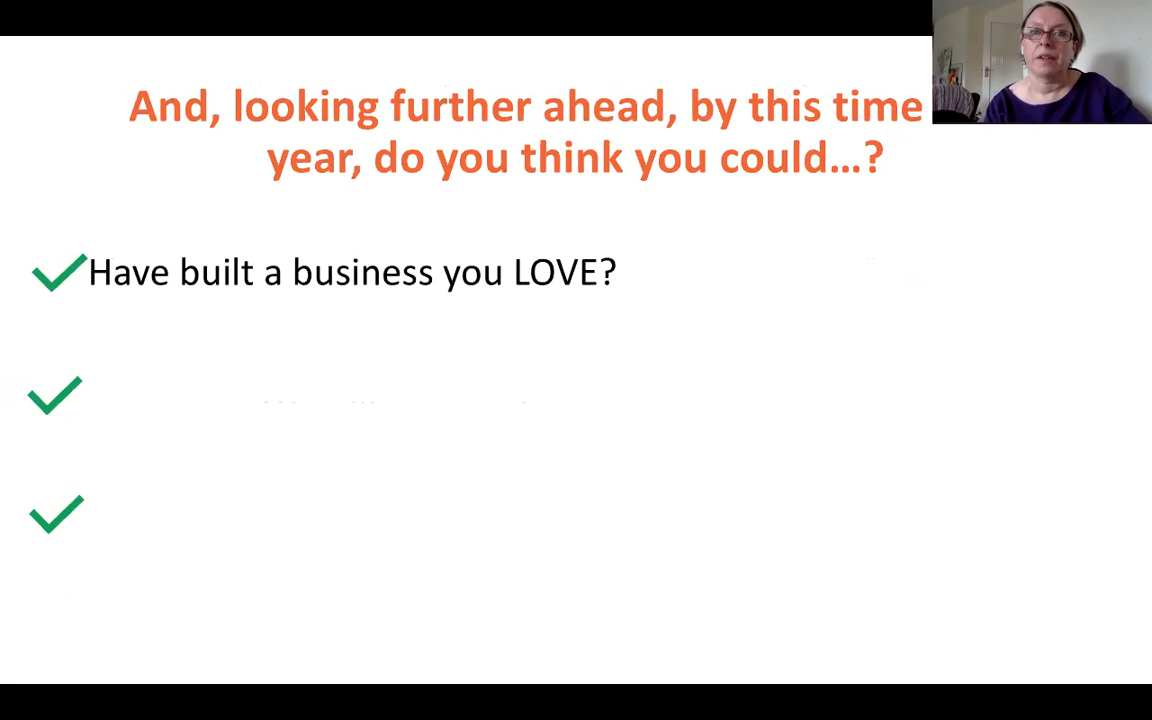 And, looking further ahead, by this time
year, do you think you could...?
Have built a business you LOVE?